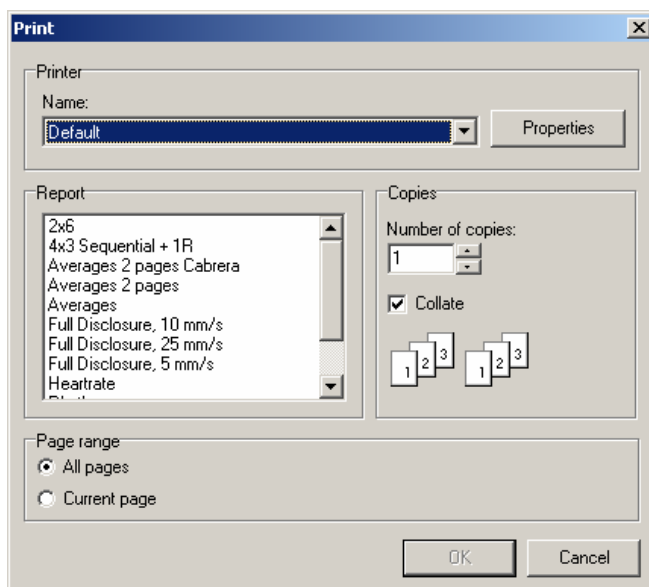 Print
Printer
Name:
Default
Properties
Report
2x6
4x3 Sequential + 1R
Averages 2 pages Cabrera
Averages 2 pages
Averages
Full Disclosure, 10 mm/s
Full Disclosure, 25 mm/s
Full Disclosure, 5 mm/s
Heartrate
Copies
Number of copies:
1
Collate
1 2 3 1 2 3
Page range
All pages
Current page
OK
Cancel